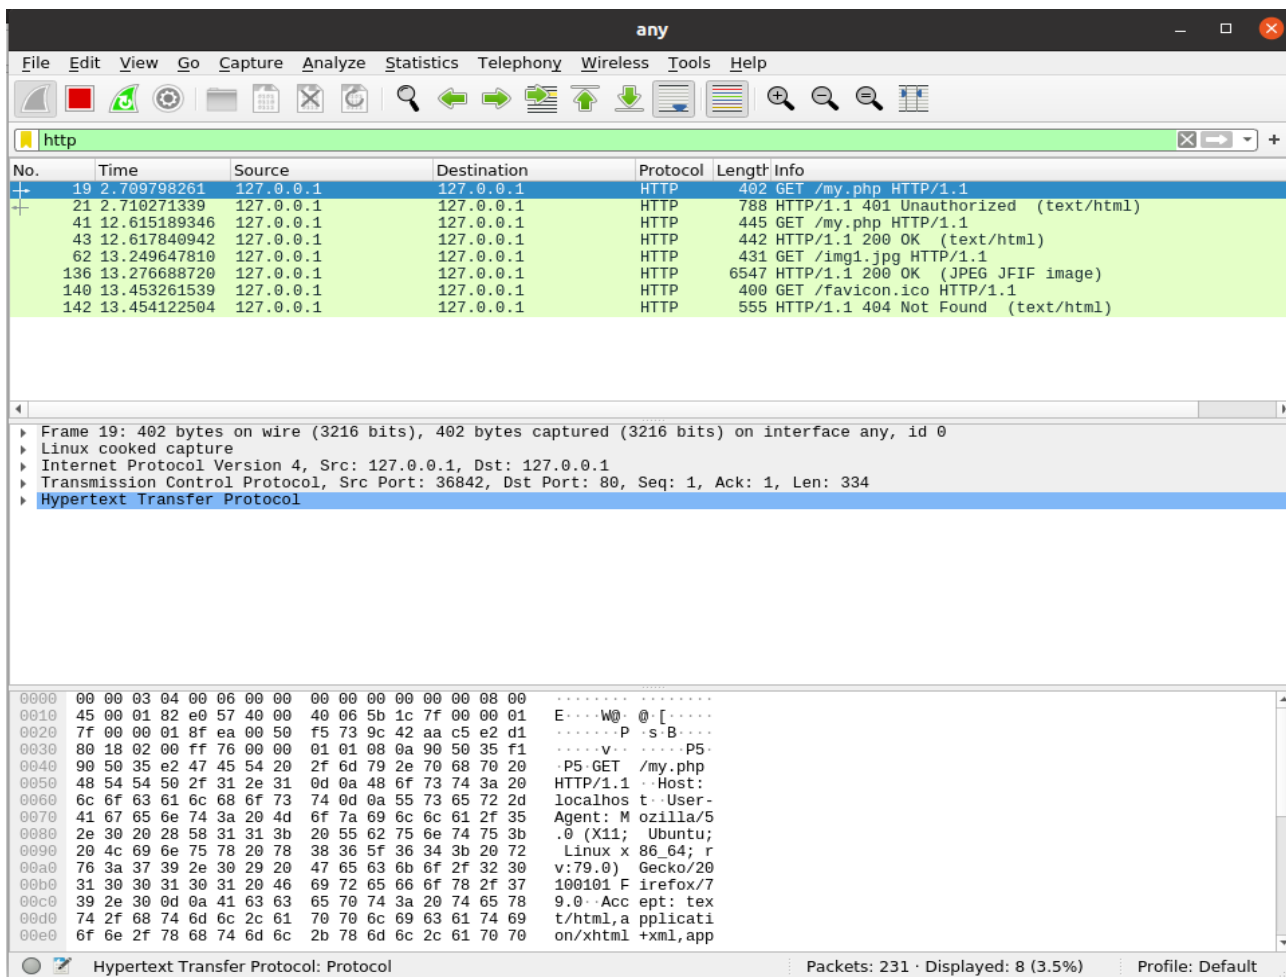 any
File Edit View Go Capture Analyze Statistics Telephony Wireless Tools Help
http
No. Time Source Destination Protocol Length Info
19 2.709798261 127.0.0.1 127.0.0.1 HTTP 402 GET /my.php HTTP/1.1
21 2.710271339 127.0.0.1 127.0.0.1 HTTP 788 HTTP/1.1 401 Unauthorized (text/html)
41 12.615189346 127.0.0.1 127.0.0.1 HTTP 445 GET /my.php HTTP/1.1
43 12.617840942 127.0.0.1 127.0.0.1 HTTP 442 HTTP/1.1 200 OK (text/html)
62 13.249647810 127.0.0.1 127.0.0.1 HTTP 431 GET /img1.jpg HTTP/1.1
136 13.276688720 127.0.0.1 127.0.0.1 HTTP 6547 HTTP/1.1 200 OK (JPEG JFIF image)
140 13.453261539 127.0.0.1 127.0.0.1 HTTP 400 GET /favicon.ico HTTP/1.1
142 13.454122504 127.0.0.1 127.0.0.1 HTTP 555 HTTP/1.1 404 Not Found (text/html)
Frame 19: 402 bytes on wire (3216 bits), 402 bytes captured (3216 bits) on interface any, id 0
Linux cooked capture
Internet Protocol Version 4, Src: 127.0.0.1, Dst: 127.0.0.1
Transmission Control Protocol, Src Port: 36842, Dst Port: 80, Seq: 1, Ack: 1, Len: 334
Hypertext Transfer Protocol
0000 00 00 03 04 00 06 00 00 00 00 00 00 00 00 08 00 ········ ········
0010 45 00 01 82 e0 57 40 00 40 06 5b 1c 7f 00 00 01 E····W@· @·[·····
0020 7f 00 00 01 8f ea 00 50 f5 73 9c 42 aa c5 e2 d1 ·······P ·s·B····
0030 80 18 02 00 ff 76 00 00 01 01 08 0a 90 50 35 f1 ·····v·· ·····P5·
0040 90 50 35 e2 47 45 54 20 2f 6d 79 2e 70 68 70 20 ·P5·GET /my.php
0050 48 54 54 50 2f 31 2e 31 0d 0a 48 6f 73 74 3a 20 HTTP/1.1 ··Host:
0060 6c 6f 63 61 6c 68 6f 73 74 0d 0a 55 73 65 72 2d localhos t··User-
0070 41 67 65 6e 74 3a 20 4d 6f 7a 69 6c 6c 61 2f 35 Agent: M ozilla/5
0080 2e 30 20 28 58 31 31 3b 20 55 62 75 6e 74 75 3b .0 (X11; Ubuntu;
0090 20 4c 69 6e 75 78 20 78 38 36 5f 36 34 3b 20 72 Linux x 86_64; r
00a0 76 3a 37 39 2e 30 29 20 47 65 63 6b 6f 2f 32 30 v:79.0) Gecko/20
00b0 31 30 30 31 30 31 20 46 69 72 65 66 6f 78 2f 37 100101 F irefox/7
00c0 39 2e 30 0d 0a 41 63 63 65 70 74 3a 20 74 65 78 9.0··Acc ept: tex
00d0 74 2f 68 74 6d 6c 2c 61 70 70 6c 69 63 61 74 69 t/html,a pplicati
00e0 6f 6e 2f 78 68 74 6d 6c 2b 78 6d 6c 2c 61 70 70 on/xhtml +xml,app
Hypertext Transfer Protocol: Protocol Packets: 231 · Displayed: 8 (3.5%) Profile: Default